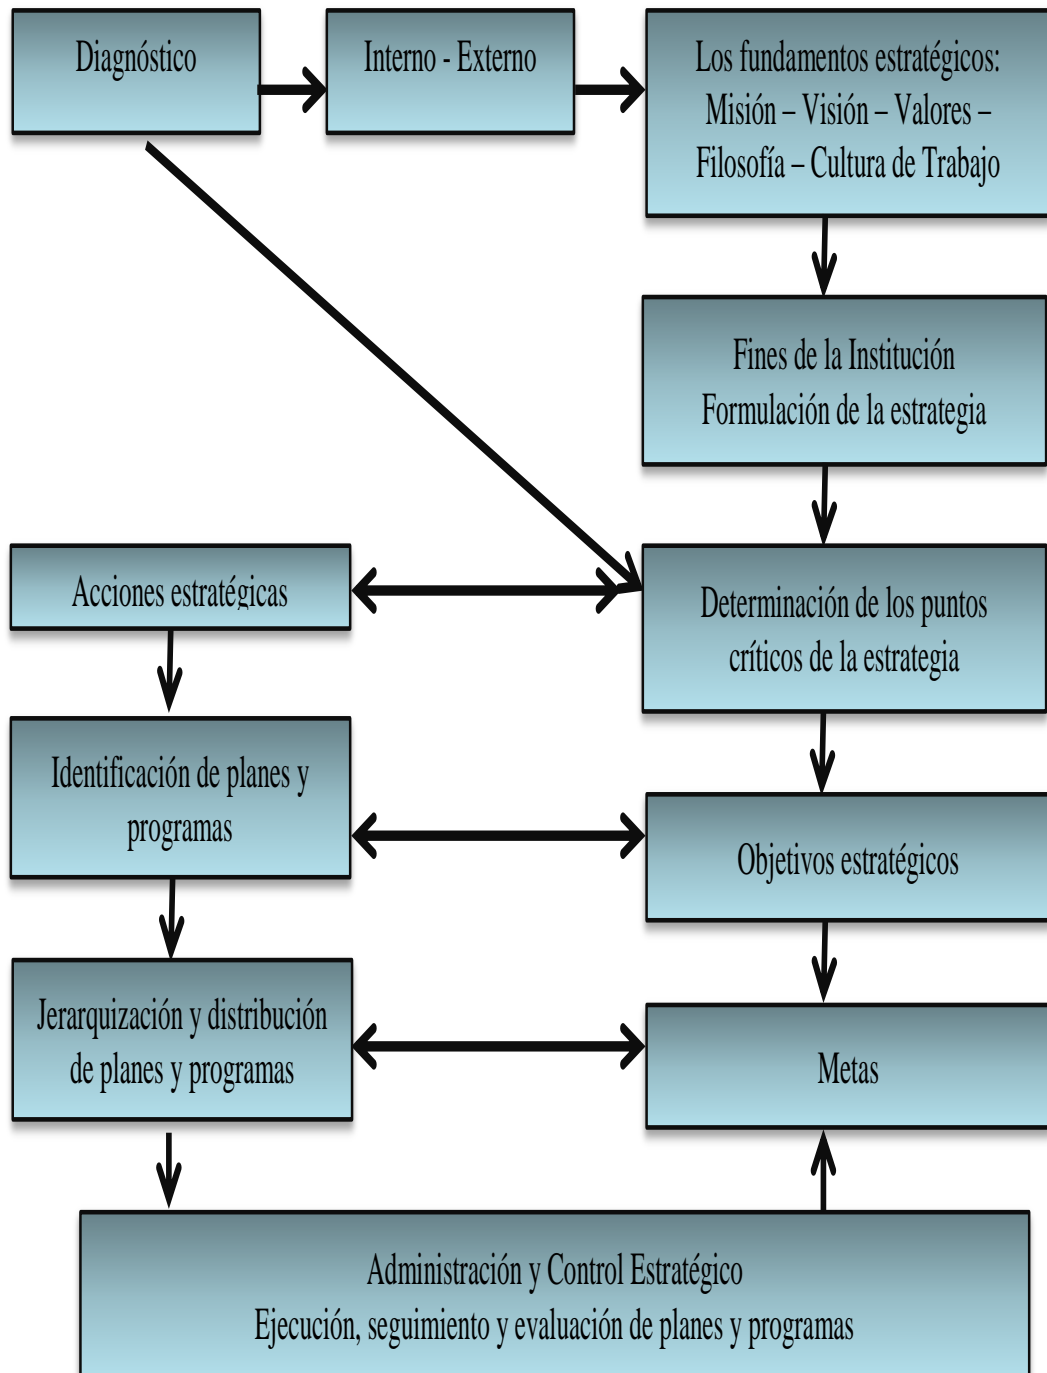 Diagnóstico
Interno - Externo
Los fundamentos estratégicos:
Misión – Visión – Valores –
Filosofía – Cultura de Trabajo
Fines de la Institución
Formulación de la estrategia
Acciones estratégicas
Determinación de los puntos
críticos de la estrategia
Identificación de planes y
programas
Objetivos estratégicos
Jerarquización y distribución
de planes y programas
Metas
Administración y Control Estratégico
Ejecución, seguimiento y evaluación de planes y programas